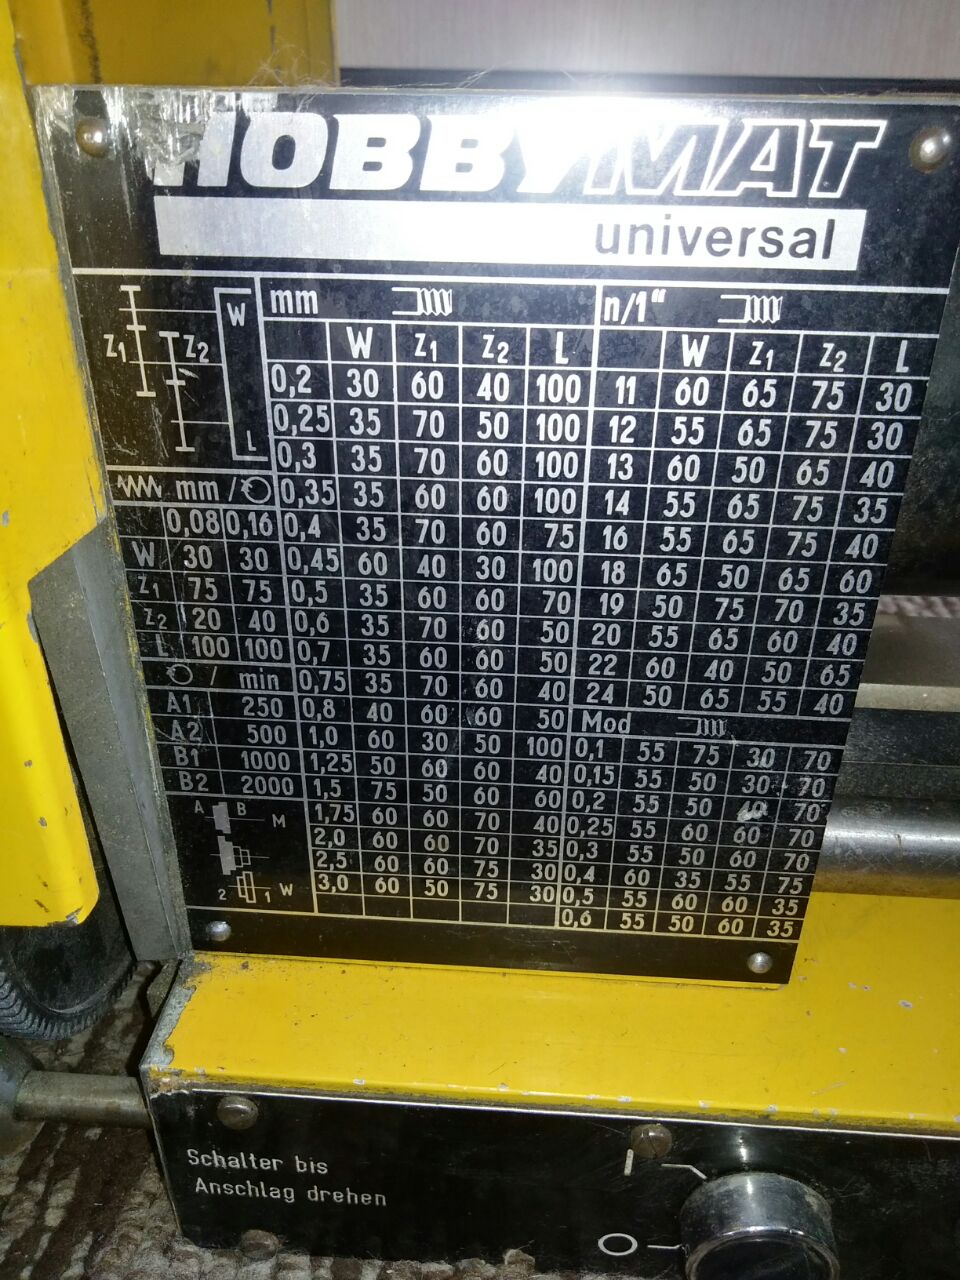 HOBBYMAT
universal
W
Z1 Z2
L
mm /
0,08 0,16
W 30 30
Z1 75 75
Z2 20 40
L 100 100
/ min
A1 250
A2 500
B1 1000
B2 2000
A B M
2 1 W
mm
W Z1 Z2 L
0,2 30 60 40 100
0,25 35 70 50 100
0,3 35 70 60 100
0,35 35 60 60 100
0,4 35 70 60 75
0,45 60 40 30 100
0,5 35 60 60 70
0,6 35 70 60 50
0,7 35 60 60 50
0,75 35 70 60 40
0,8 40 60 60 50
1,0 60 30 50 100
1,25 50 60 60 40
1,5 75 50 60 60
1,75 60 60 70 40
2,0 60 60 70 35
2,5 60 60 75 30
3,0 60 50 75 30
n/1"
W Z1 Z2 L
11 60 65 75 30
12 55 65 75 30
13 60 50 65 40
14 55 65 75 35
16 55 65 75 40
18 65 50 65 60
19 50 75 70 35
20 55 65 60 40
22 60 40 50 65
24 50 65 55 40
Mod
0,1 55 75 30 70
0,15 55 50 30 70
0,2 55 50 40 70
0,25 55 60 60 70
0,3 55 50 60 70
0,4 60 35 55 75
0,5 55 60 60 35
0,6 55 50 60 35
Schalter bis
Anschlag drehen
I
O